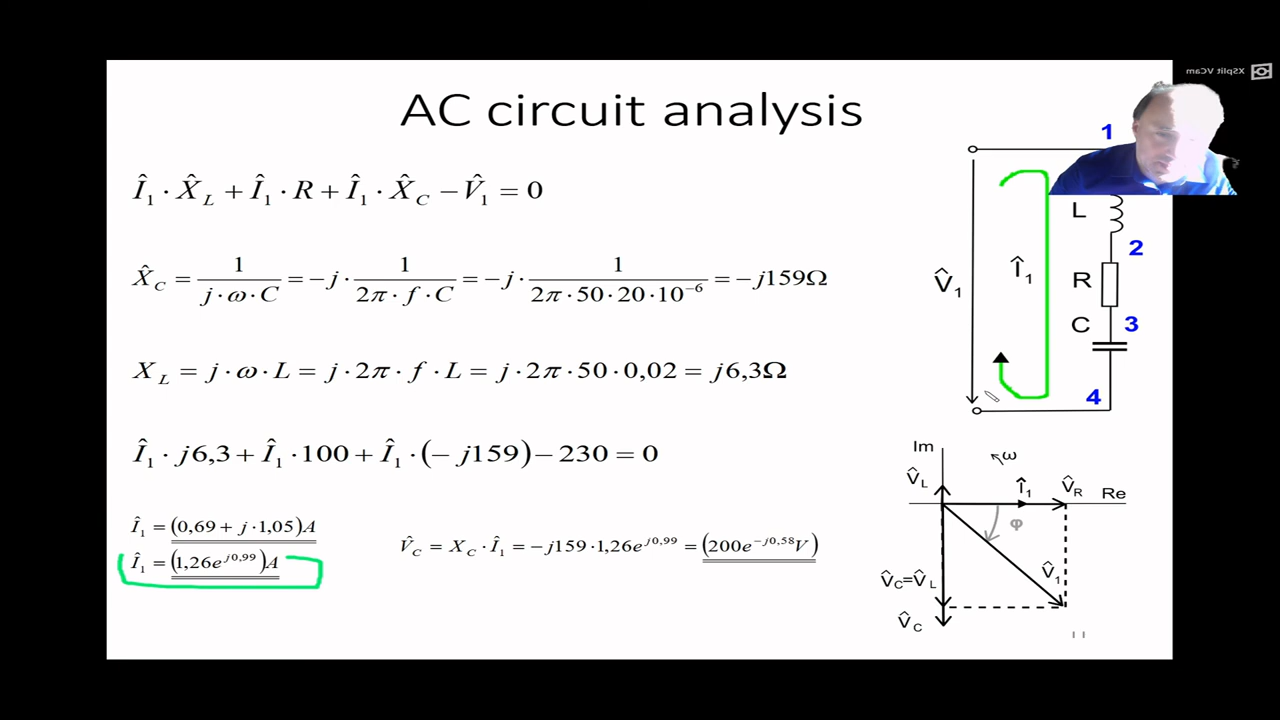 AC circuit analysis
XSplit VCam
Î₁ · X̂_L + Î₁ · R + Î₁ · X̂_C − V̂₁ = 0
X̂_C = 1/(j·ω·C) = −j · 1/(2π·f·C) = −j · 1/(2π·50·20·10⁻⁶) = −j159Ω
X_L = j·ω·L = j·2π·f·L = j·2π·50·0,02 = j6,3Ω
Î₁ · j6,3 + Î₁ · 100 + Î₁ · (−j159) − 230 = 0
Î₁ = (0,69 + j·1,05)A
Î₁ = (1,26e^{j0,99})A
V̂_C = X_C · Î₁ = −j159·1,26e^{j0,99} = (200e^{−j0,58}V)
1
L
2
V̂₁
Î₁
R
C
3
4
Im
ω
V̂_L
Î₁
V̂_R
Re
φ
V̂₁
V̂_C=V̂_L
V̂_C